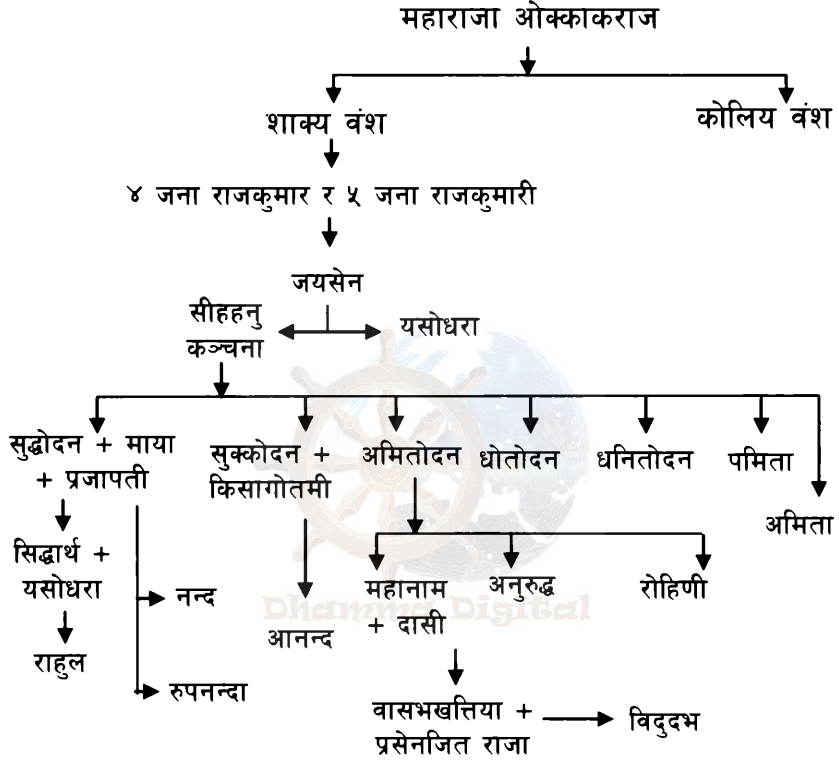 महाराजा ओक्काकराज
शाक्य वंश
कोलिय वंश
४ जना राजकुमार र ५ जना राजकुमारी
जयसेन
सीहहनु
कञ्चना
यसोधरा
सुद्धोदन + माया
+ प्रजापती
सुक्कोदन +
किसागोतमी
अमितोदन
धोतोदन
धनितोदन
पमिता
अमिता
सिद्धार्थ +
यसोधरा
नन्द
राहुल
रुपनन्दा
आनन्द
महानाम
+ दासी
अनुरुद्ध
रोहिणी
वासभखत्तिया +
प्रसेनजित राजा
विदुदभ
Dhamma Digital